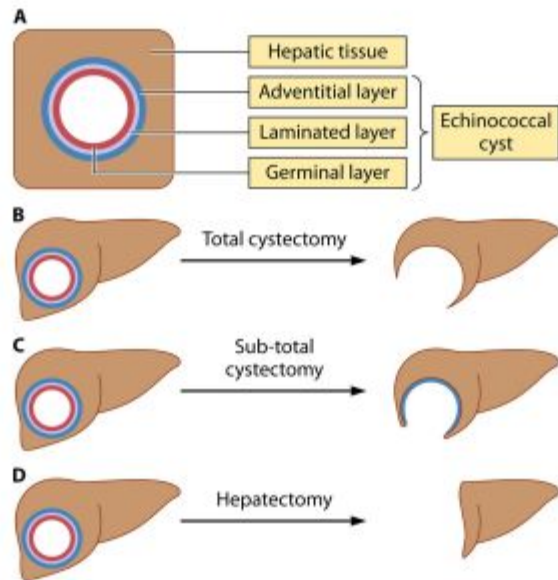 A
Hepatic tissue
Adventitial layer
Laminated layer
Germinal layer
Echinococcal
cyst
B
Total cystectomy
C
Sub-total
cystectomy
D
Hepatectomy